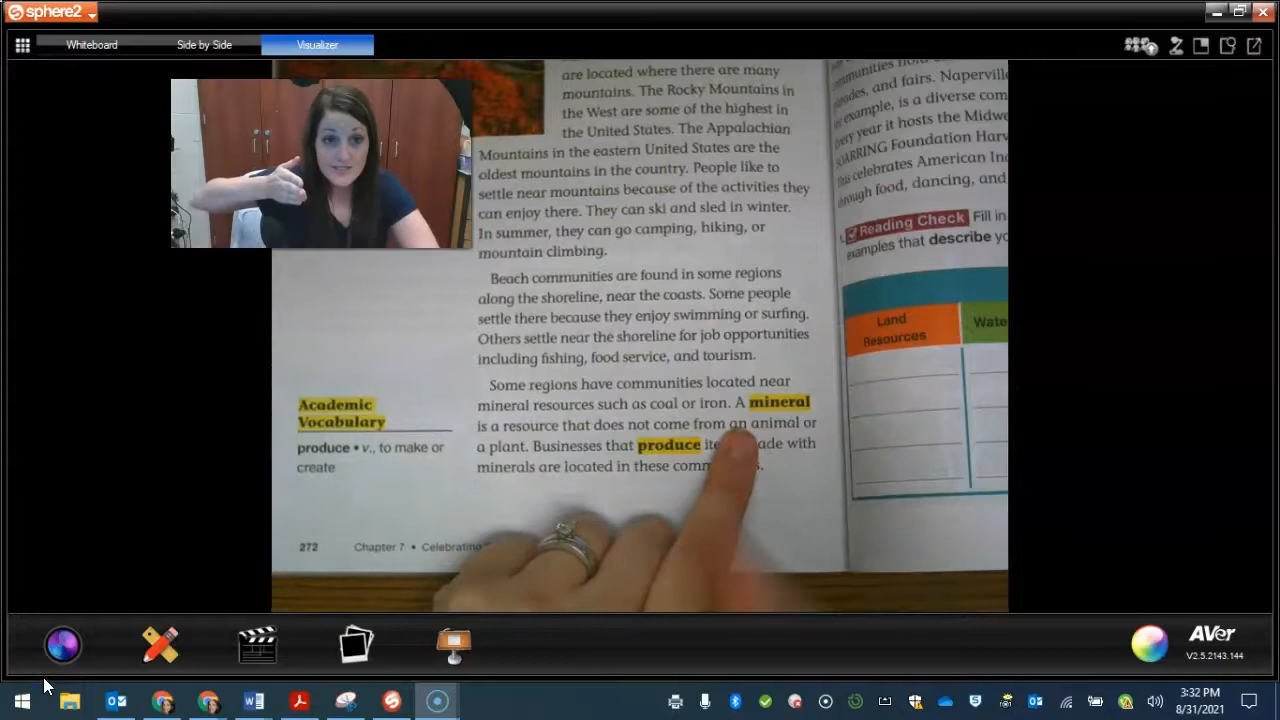 sphere2
Whiteboard
Side by Side
Visualizer
are located where there are many
mountains. The Rocky Mountains in
the West are some of the highest in
the United States. The Appalachian
Mountains in the eastern United States are the
oldest mountains in the country. People like to
settle near mountains because of the activities they
can enjoy there. They can ski and sled in winter.
In summer, they can go camping, hiking, or
mountain climbing.
Beach communities are found in some regions
along the shoreline, near the coasts. Some people
settle there because they enjoy swimming or surfing.
Others settle near the shoreline for job opportunities
including fishing, food service, and tourism.
Some regions have communities located near
mineral resources such as coal or iron. A mineral
is a resource that does not come from an animal or
a plant. Businesses that produce
minerals are located in these
Academic
Vocabulary
produce • v., to make or
create
272
Chapter 7 • Celebrating
and fairs. Naperville
example, is a diverse
year it hosts the
Foundation
celebrates American
through food, dancing, and
Reading Check Fill in
examples that describe
Land
Resources
AVer
V2.5.2143.144
3:32 PM
8/31/2021